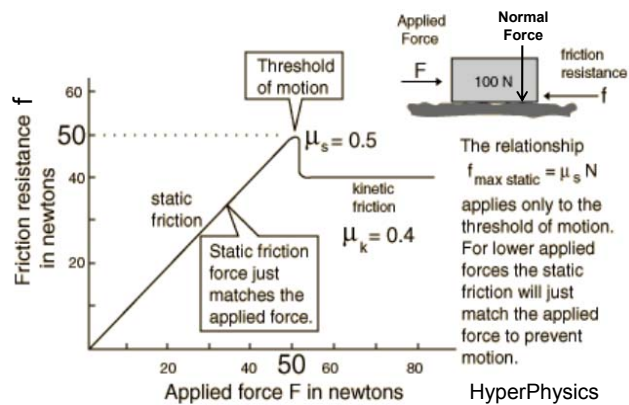 Applied
Force
F
Normal
Force
100 N
friction
resistance
f
Threshold
of motion
Friction resistance f
in newtons
60
50
40
20
μs = 0.5
static
friction
kinetic
friction
μk = 0.4
Static friction
force just
matches the
applied force.
20
40
50
60
80
Applied force F in newtons
The relationship
f max static = μs N
applies only to the
threshold of motion.
For lower applied
forces the static
friction will just
match the applied
force to prevent
motion.
HyperPhysics